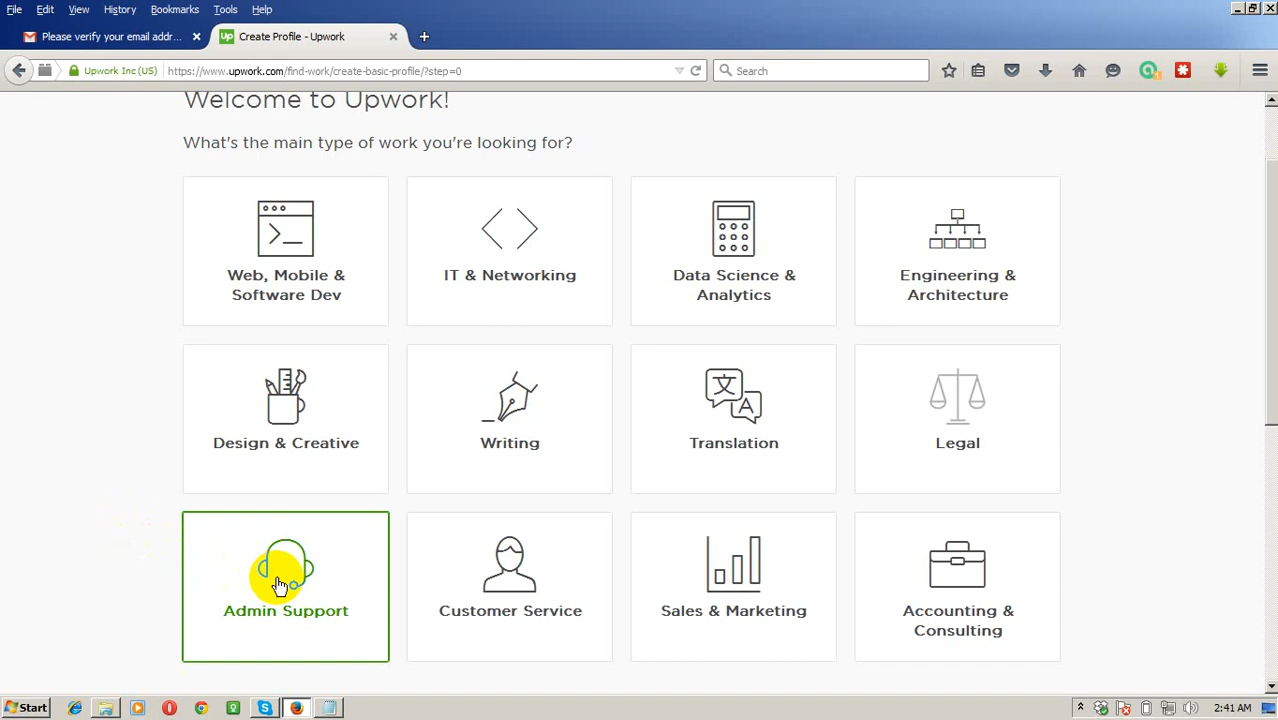 File Edit View History Bookmarks Tools Help
Please verify your email addr...
Up Create Profile - Upwork
Upwork Inc (US) https://www.upwork.com/find-work/create-basic-profile/?step=0 Search
Welcome to Upwork!
What's the main type of work you're looking for?
Web, Mobile &
Software Dev
IT & Networking
Data Science &
Analytics
Engineering &
Architecture
Design & Creative
Writing
文 A
Translation
Legal
Admin Support
Customer Service
Sales & Marketing
Accounting &
Consulting
Start 2:41 AM